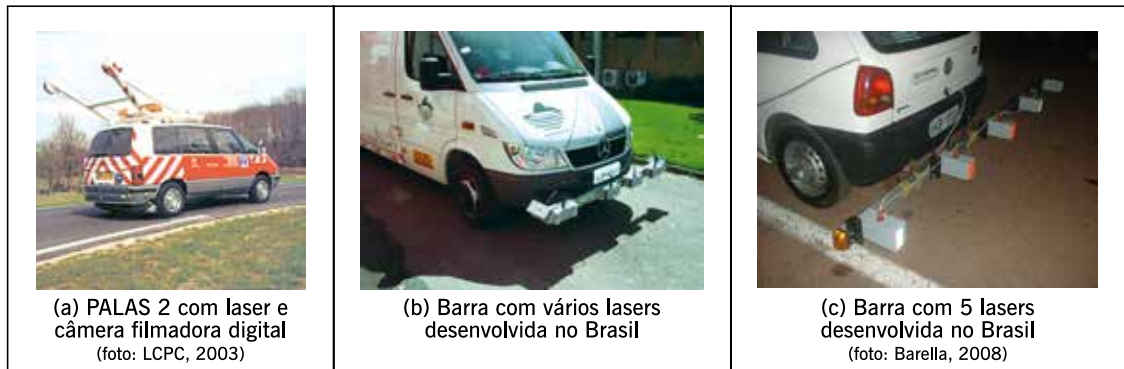 (a) PALAS 2 com laser e
câmera filmadora digital
(foto: LCPC, 2003)
(b) Barra com vários lasers
desenvolvida no Brasil
(c) Barra com 5 lasers
desenvolvida no Brasil
(foto: Barella, 2008)